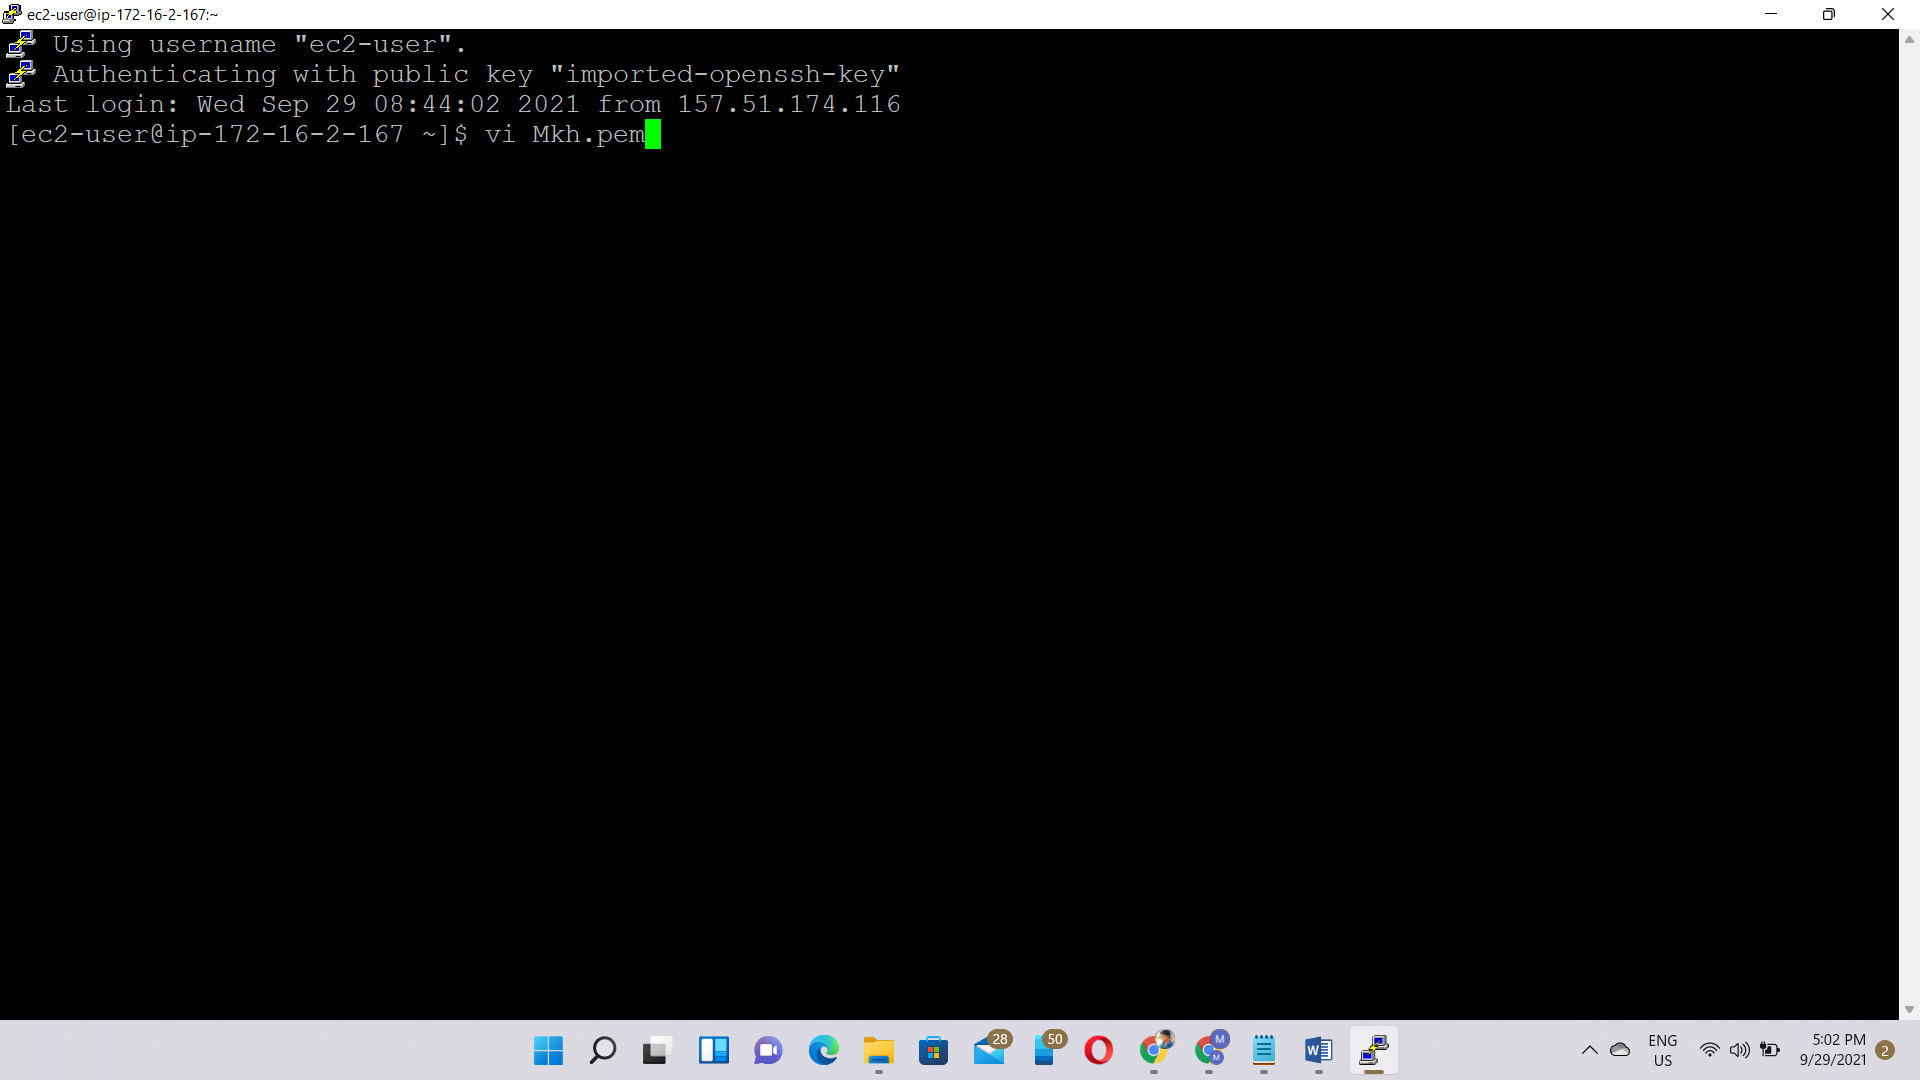 ec2-user@ip-172-16-2-167:~
Using username "ec2-user".
Authenticating with public key "imported-openssh-key"
Last login: Wed Sep 29 08:44:02 2021 from 157.51.174.116
[ec2-user@ip-172-16-2-167 ~]$ vi Mkh.pem
28
50
M
M
W
ENG
US
5:02 PM
9/29/2021
2